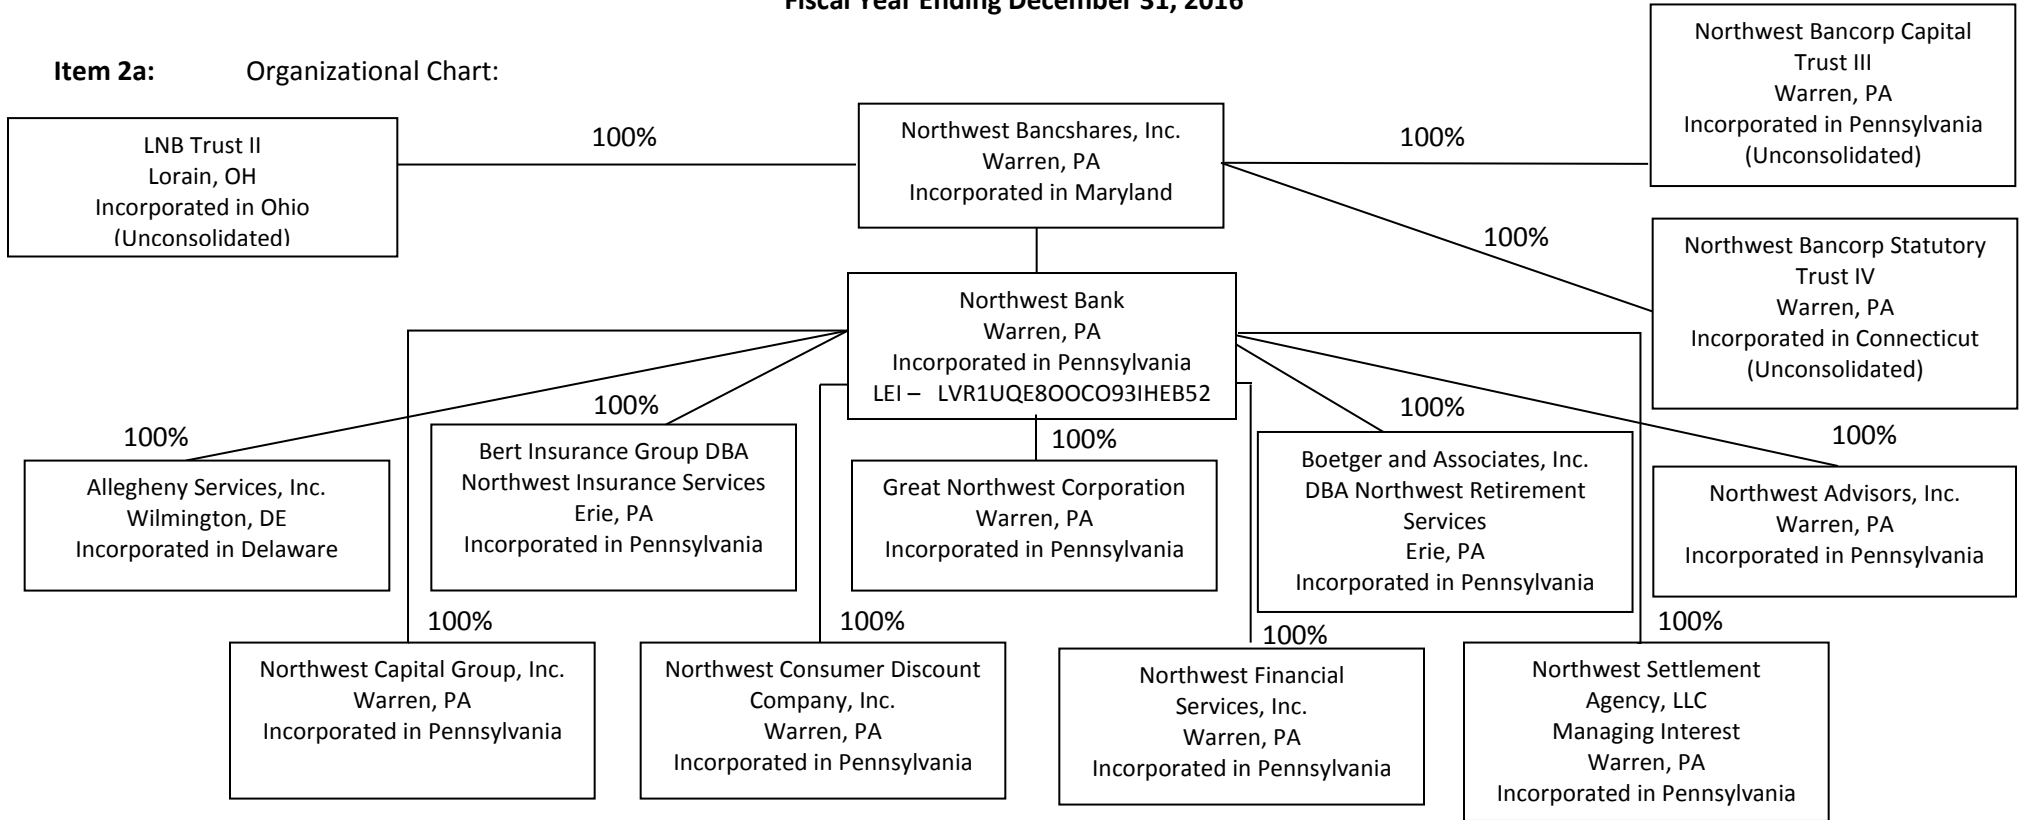 Fiscal Year Ending December 31, 2016
Item 2a: Organizational Chart:
LNB Trust II
Lorain, OH
Incorporated in Ohio
(Unconsolidated)
100%
Northwest Bancshares, Inc.
Warren, PA
Incorporated in Maryland
100%
Northwest Bancorp Capital
Trust III
Warren, PA
Incorporated in Pennsylvania
(Unconsolidated)
100%
Northwest Bancorp Statutory
Trust IV
Warren, PA
Incorporated in Connecticut
(Unconsolidated)
Northwest Bank
Warren, PA
Incorporated in Pennsylvania
LEI – LVR1UQE8OOCO93IHEB52
100%
Allegheny Services, Inc.
Wilmington, DE
Incorporated in Delaware
100%
Bert Insurance Group DBA
Northwest Insurance Services
Erie, PA
Incorporated in Pennsylvania
100%
Great Northwest Corporation
Warren, PA
Incorporated in Pennsylvania
100%
Boetger and Associates, Inc.
DBA Northwest Retirement
Services
Erie, PA
Incorporated in Pennsylvania
100%
Northwest Advisors, Inc.
Warren, PA
Incorporated in Pennsylvania
100%
Northwest Capital Group, Inc.
Warren, PA
Incorporated in Pennsylvania
100%
Northwest Consumer Discount
Company, Inc.
Warren, PA
Incorporated in Pennsylvania
100%
Northwest Financial
Services, Inc.
Warren, PA
Incorporated in Pennsylvania
100%
Northwest Settlement
Agency, LLC
Managing Interest
Warren, PA
Incorporated in Pennsylvania